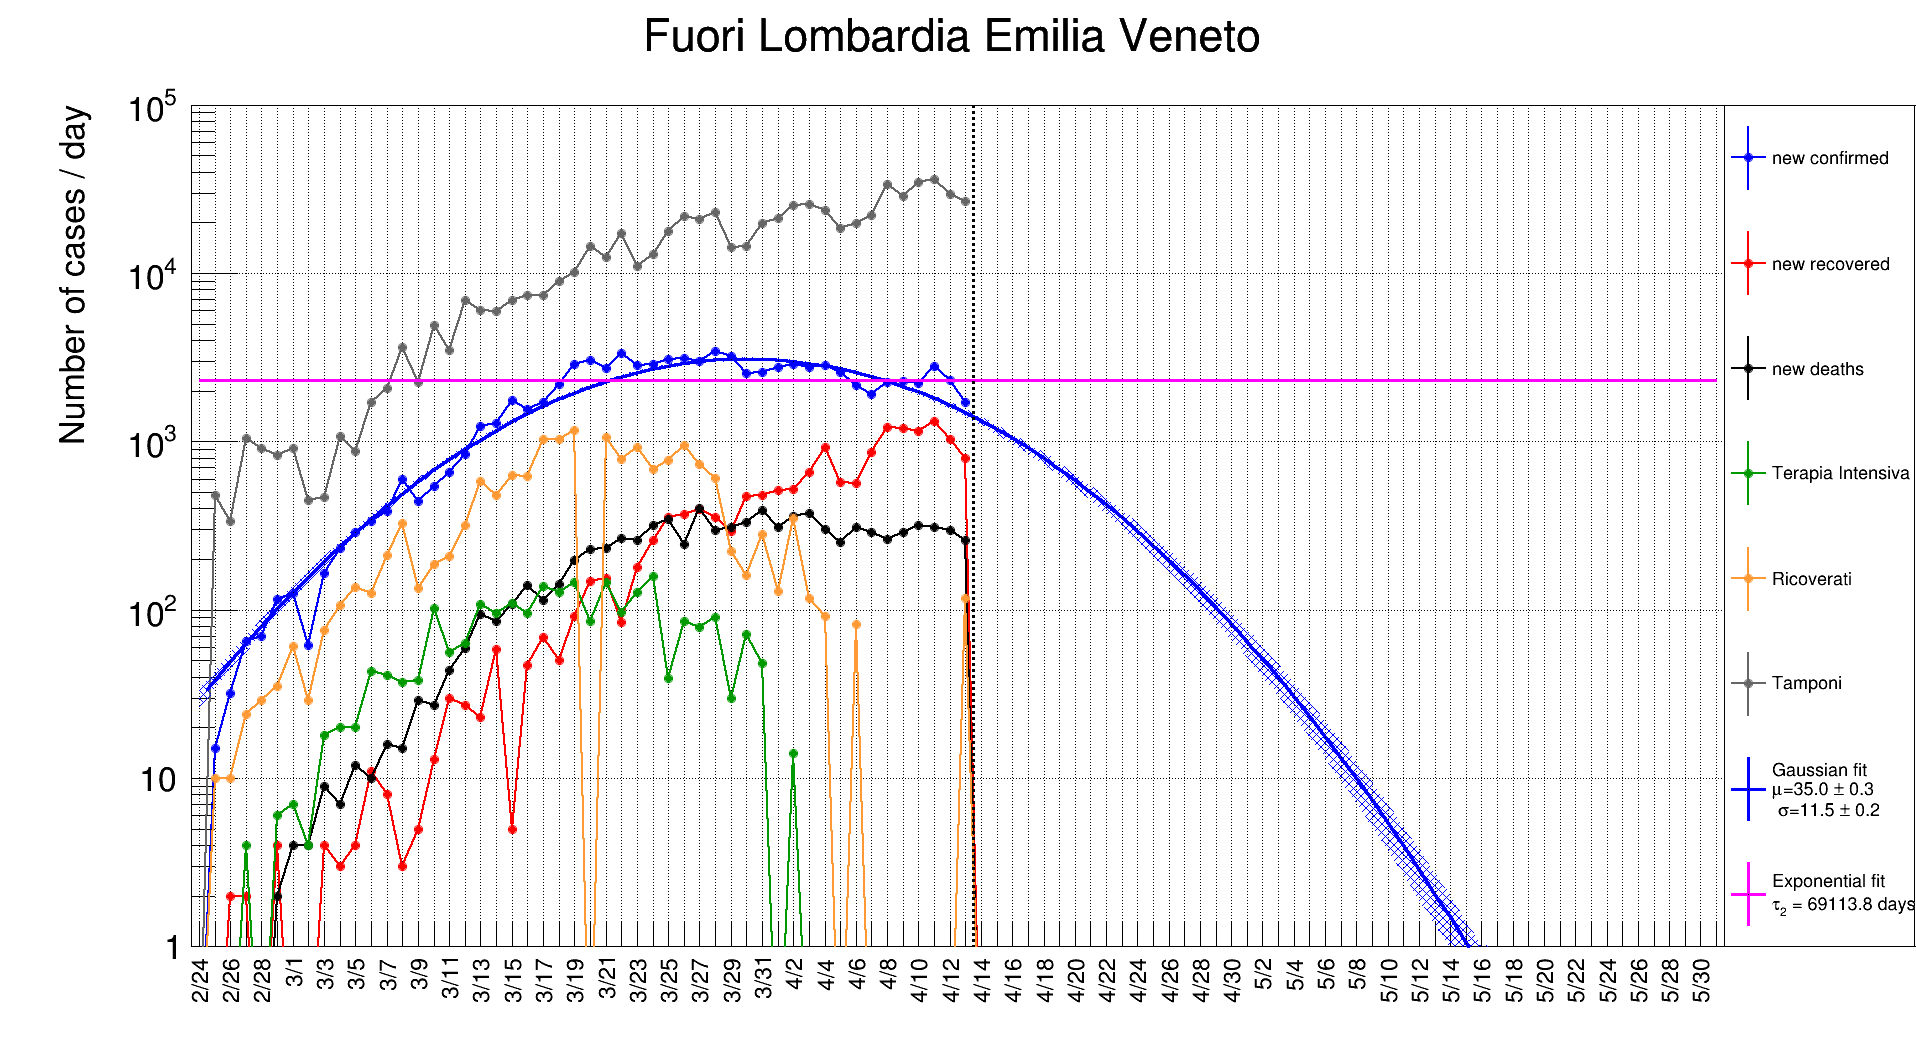 Fuori Lombardia Emilia Veneto
Number of cases / day
10^5
10^4
10^3
10^2
10
1
2/24 2/26 2/28 3/1 3/3 3/5 3/7 3/9 3/11 3/13 3/15 3/17 3/19 3/21 3/23 3/25 3/27 3/29 3/31 4/2 4/4 4/6 4/8 4/10 4/12 4/14 4/16 4/18 4/20 4/22 4/24 4/26 4/28 4/30 5/2 5/4 5/6 5/8 5/10 5/12 5/14 5/16 5/18 5/20 5/22 5/24 5/26 5/28 5/30
new confirmed
new recovered
new deaths
Terapia Intensiva
Ricoverati
Tamponi
Gaussian fit
μ=35.0 ± 0.3
σ=11.5 ± 0.2
Exponential fit
τ₂ = 69113.8 days